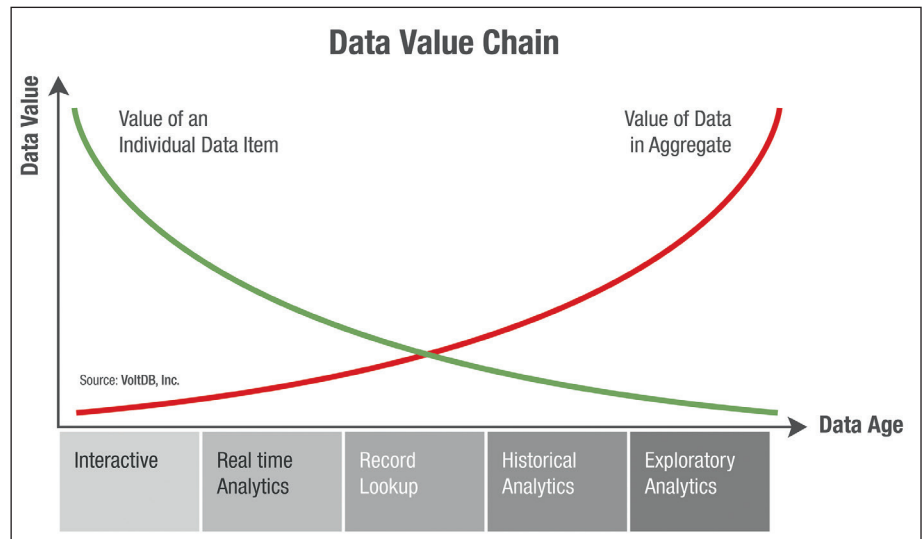 Data Value Chain
Data Value
Value of an
Individual Data Item
Value of Data
in Aggregate
Source: VoltDB, Inc.
Data Age
Interactive
Real time
Analytics
Record
Lookup
Historical
Analytics
Exploratory
Analytics